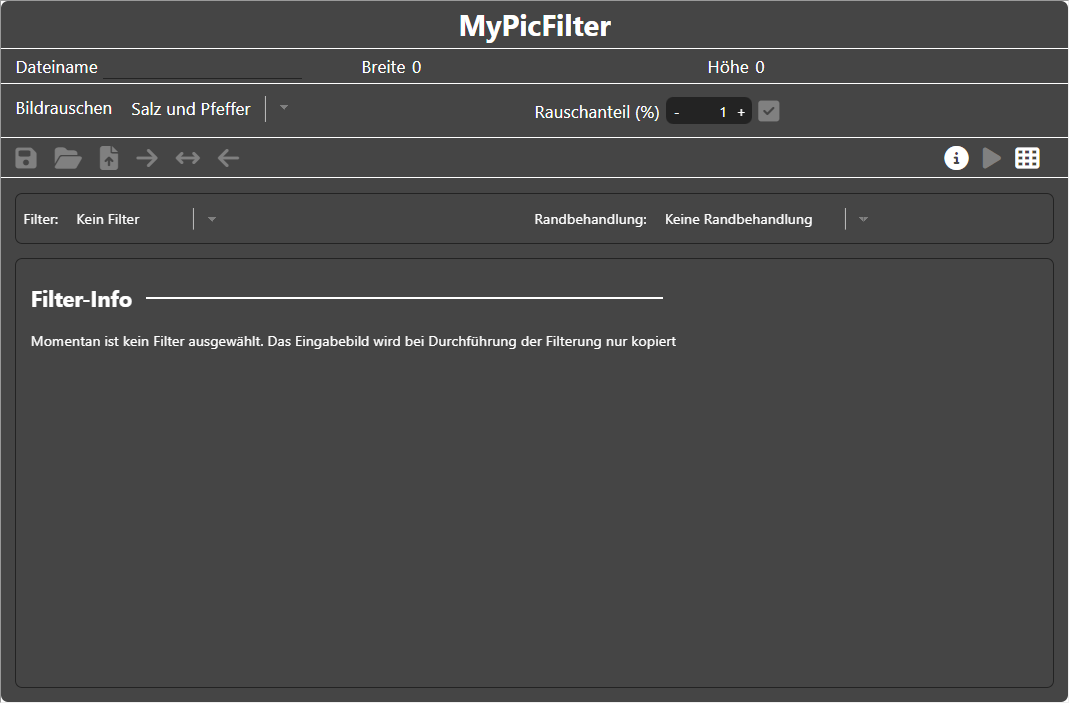 MyPicFilter
Dateiname Breite 0 Höhe 0
Bildrauschen Salz und Pfeffer Rauschanteil (%) - 1 +
Filter: Kein Filter Randbehandlung: Keine Randbehandlung
Filter-Info
Momentan ist kein Filter ausgewählt. Das Eingabebild wird bei Durchführung der Filterung nur kopiert